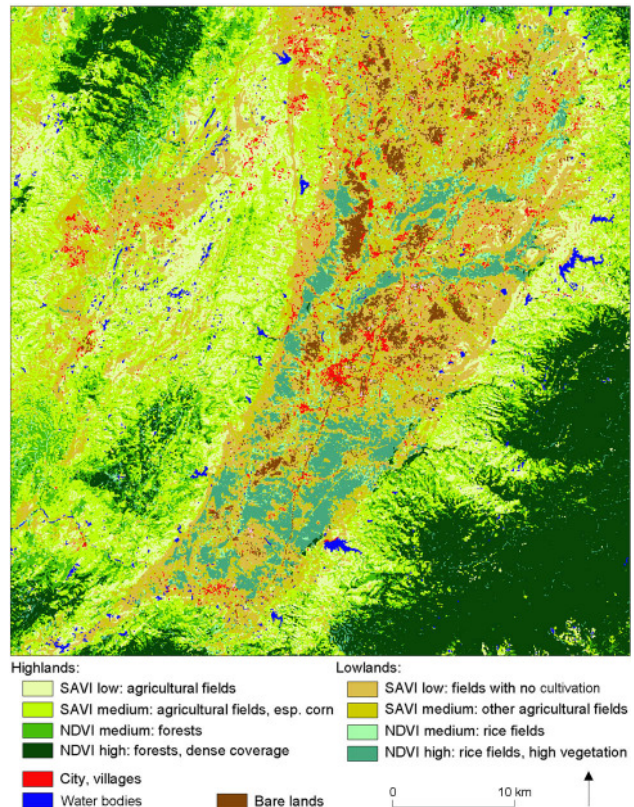 Highlands:
SAVI low: agricultural fields
SAVI medium: agricultural fields, esp. corn
NDVI medium: forests
NDVI high: forests, dense coverage
City, villages
Water bodies
Lowlands:
SAVI low: fields with no cultivation
SAVI medium: other agricultural fields
NDVI medium: rice fields
NDVI high: rice fields, high vegetation
Bare lands
0 10 km